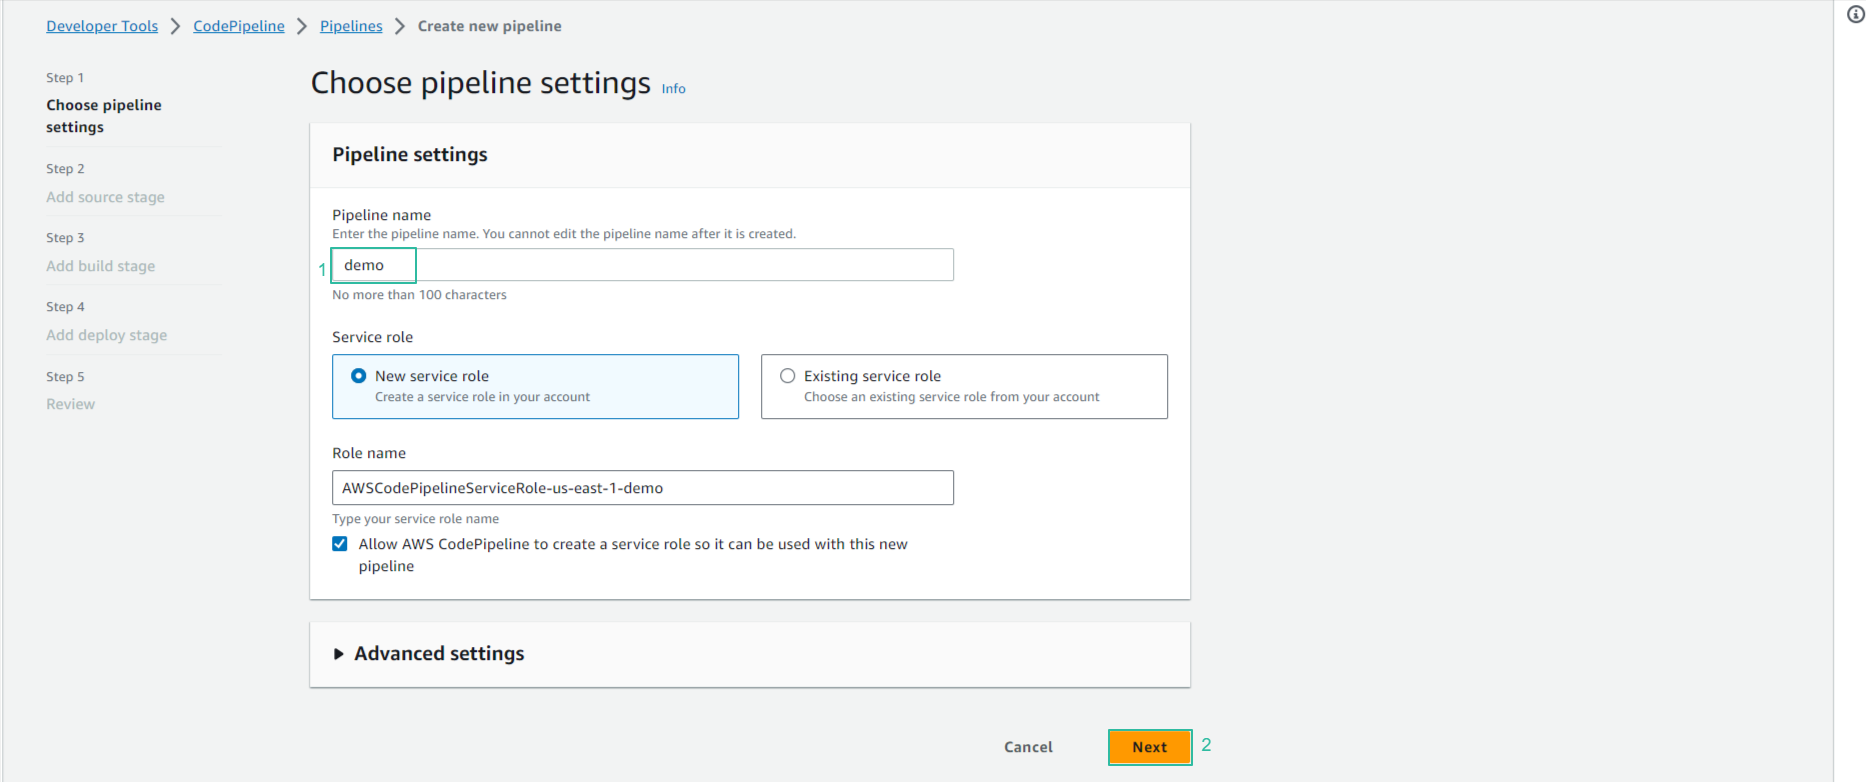 Developer Tools > CodePipeline > Pipelines > Create new pipeline
Step 1
Choose pipeline
settings
Step 2
Add source stage
Step 3
Add build stage
Step 4
Add deploy stage
Step 5
Review
Choose pipeline settings Info
Pipeline settings
Pipeline name
Enter the pipeline name. You cannot edit the pipeline name after it is created.
1 demo
No more than 100 characters
Service role
New service role
Create a service role in your account
Existing service role
Choose an existing service role from your account
Role name
AWSCodePipelineServiceRole-us-east-1-demo
Type your service role name
Allow AWS CodePipeline to create a service role so it can be used with this new
pipeline
Advanced settings
Cancel Next 2